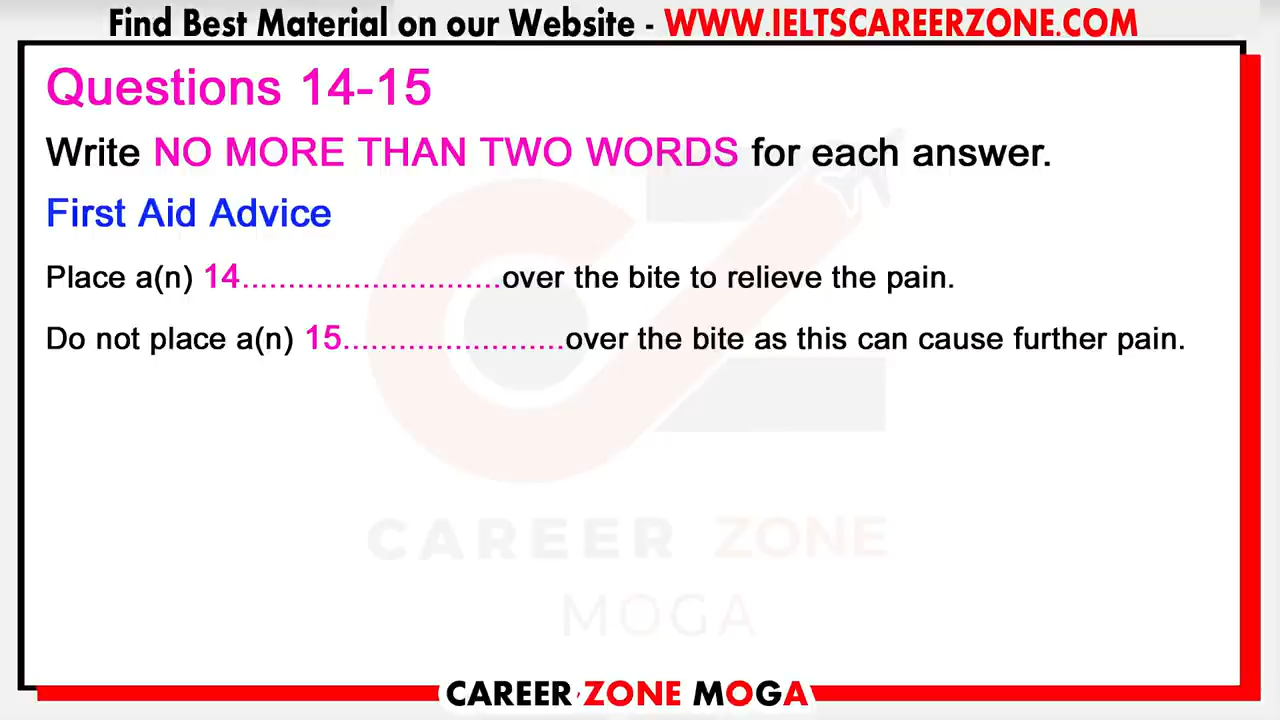 Find Best Material on our Website - WWW.IELTSCAREERZONE.COM
Questions 14-15
Write NO MORE THAN TWO WORDS for each answer.
First Aid Advice
Place a(n) 14............................over the bite to relieve the pain.
Do not place a(n) 15........................over the bite as this can cause further pain.
CAREER ZONE
MOGA
CAREER ZONE MOGA